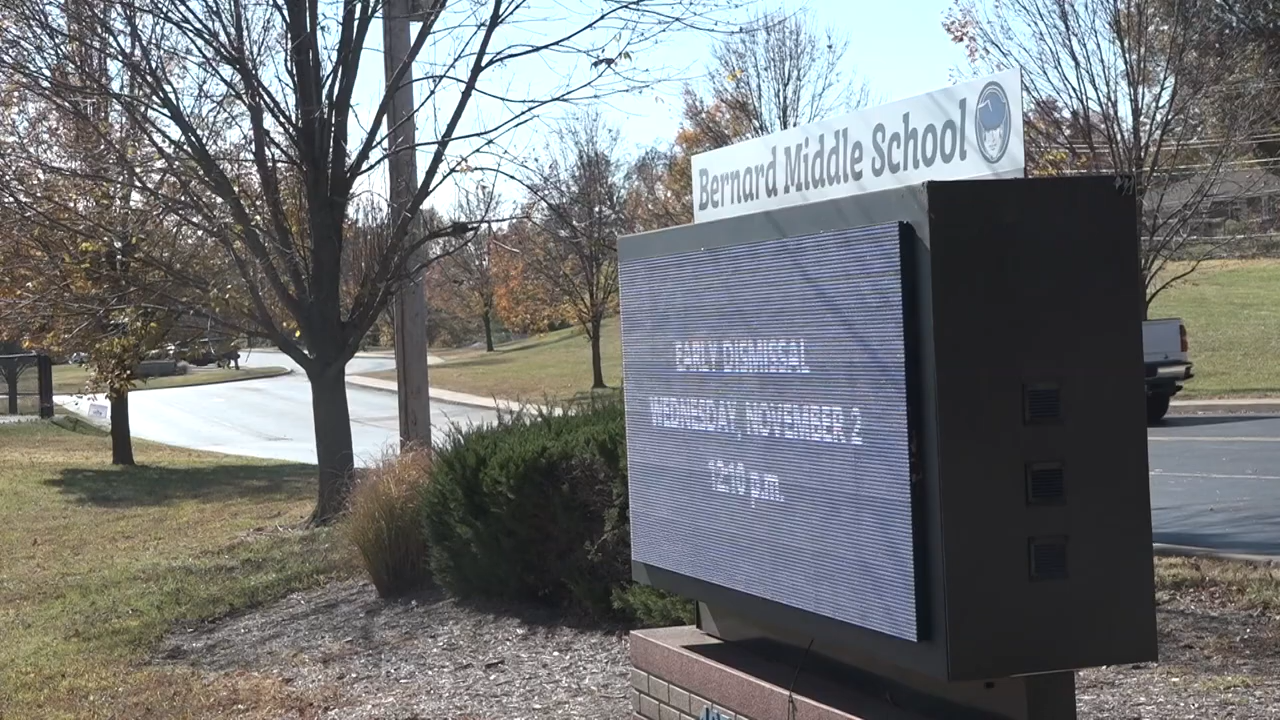 Bernard Middle School
EARLY DISMISSAL
WEDNESDAY, NOVEMBER 2
12:10 p.m.